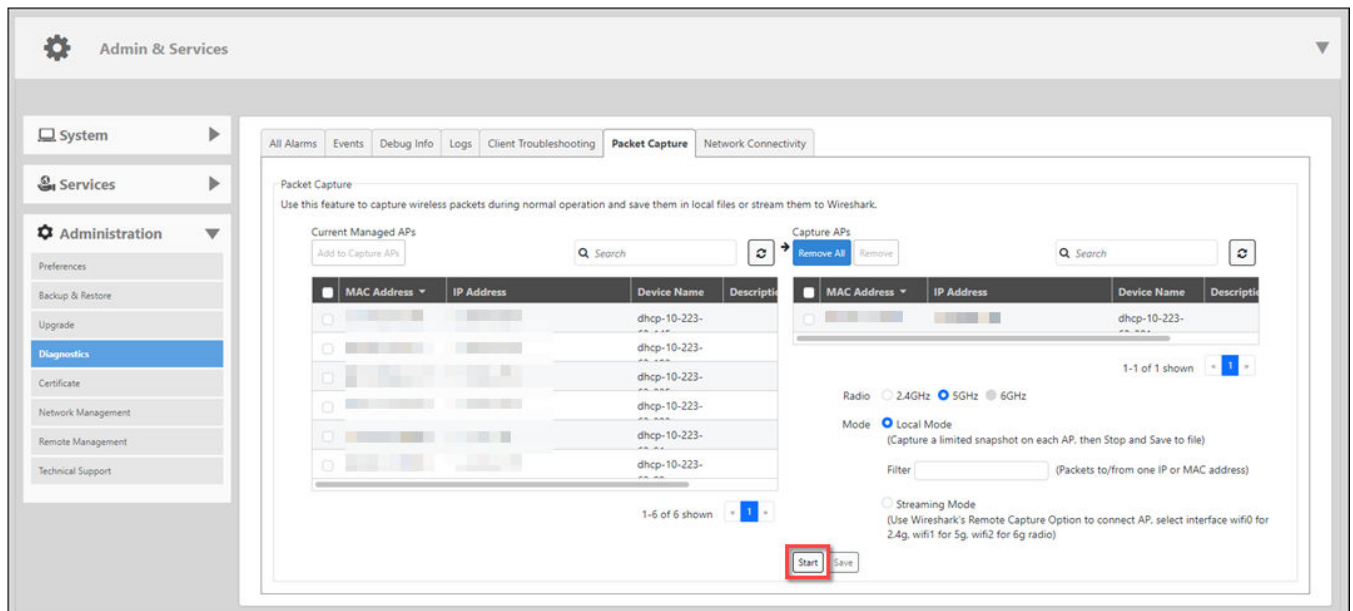 Admin & Services
System
Services
Administration
Preferences
Backup & Restore
Upgrade
Diagnostics
Certificate
Network Management
Remote Management
Technical Support
All Alarms Events Debug Info Logs Client Troubleshooting Packet Capture Network Connectivity
Packet Capture
Use this feature to capture wireless packets during normal operation and save them in local files or stream them to Wireshark.
Current Managed APs
Add to Capture APs Search
MAC Address IP Address Device Name Descripti
dhcp-10-223-
dhcp-10-223-
dhcp-10-223-
dhcp-10-223-
dhcp-10-223-
dhcp-10-223-
1-6 of 6 shown « 1 »
Capture APs
Remove All Remove Search
MAC Address IP Address Device Name Descripti
dhcp-10-223-
1-1 of 1 shown « 1 »
Radio 2.4GHz 5GHz 6GHz
Mode Local Mode
(Capture a limited snapshot on each AP, then Stop and Save to file)
Filter (Packets to/from one IP or MAC address)
Streaming Mode
(Use Wireshark's Remote Capture Option to connect AP, select interface wifi0 for
2.4g, wifi1 for 5g, wifi2 for 6g radio)
Start Save